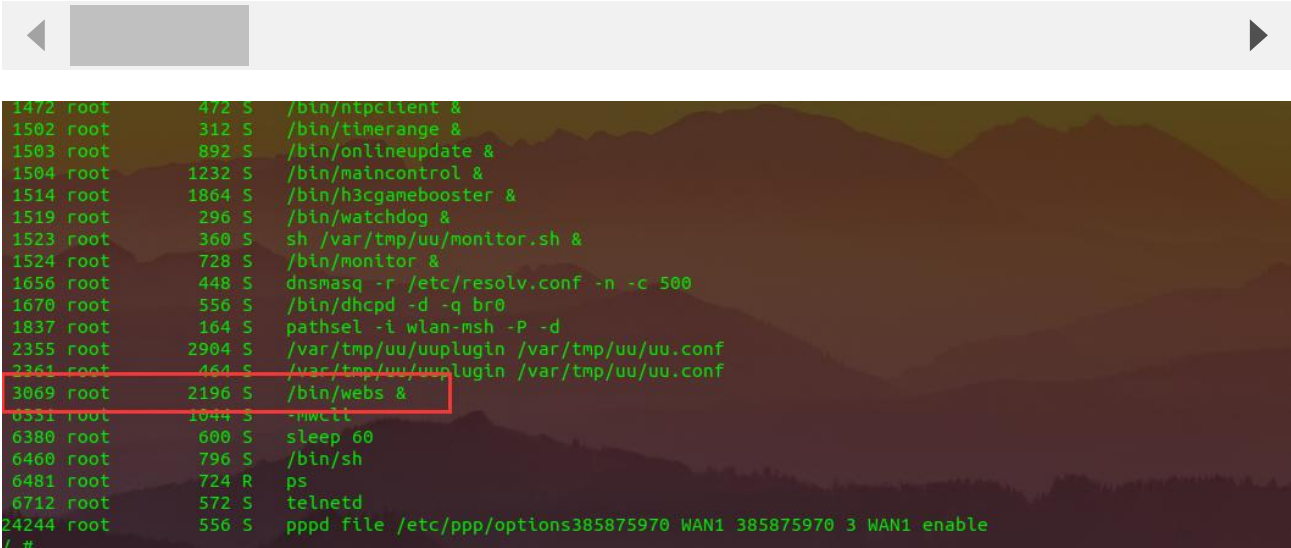 1472 root 472 S /bin/ntpclient &
1502 root 312 S /bin/timerange &
1503 root 892 S /bin/onlineupdate &
1504 root 1232 S /bin/maincontrol &
1514 root 1864 S /bin/h3cgamebooster &
1519 root 296 S /bin/watchdog &
1523 root 360 S sh /var/tmp/uu/monitor.sh &
1524 root 728 S /bin/monitor &
1656 root 448 S dnsmasq -r /etc/resolv.conf -n -c 500
1670 root 556 S /bin/dhcpd -d -q br0
1837 root 164 S pathsel -i wlan-msh -P -d
2355 root 2904 S /var/tmp/uu/uuplugin /var/tmp/uu/uu.conf
2361 root 464 S /var/tmp/uu/uuplugin /var/tmp/uu/uu.conf
3069 root 2196 S /bin/webs &
6331 root 1044 S -mwcli
6380 root 600 S sleep 60
6460 root 796 S /bin/sh
6481 root 724 R ps
6712 root 572 S telnetd
24244 root 556 S pppd file /etc/ppp/options385875970 WAN1 385875970 3 WAN1 enable
/ #